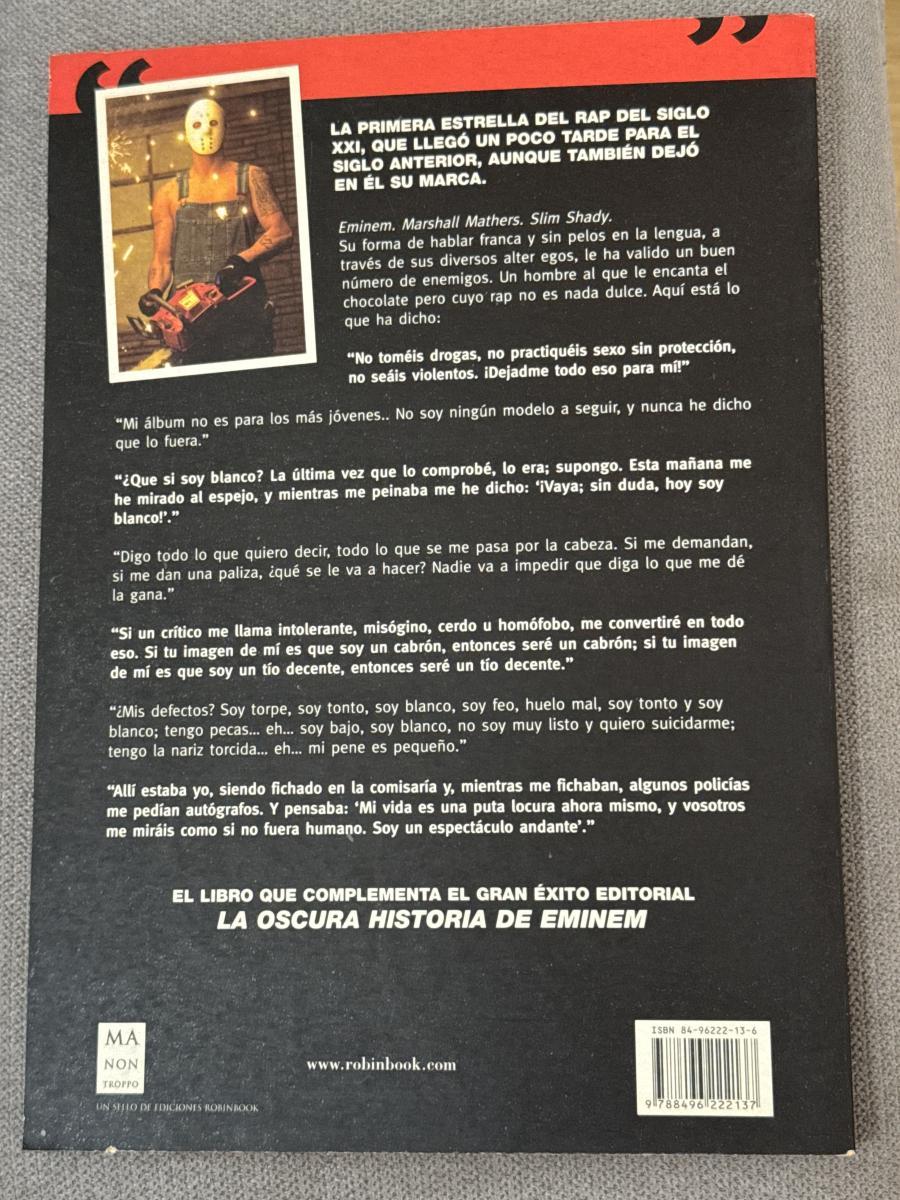 “ ”
LA PRIMERA ESTRELLA DEL RAP DEL SIGLO
XXI, QUE LLEGÓ UN POCO TARDE PARA EL
SIGLO ANTERIOR, AUNQUE TAMBIÉN DEJÓ
EN ÉL SU MARCA.
Eminem. Marshall Mathers. Slim Shady.
Su forma de hablar franca y sin pelos en la lengua, a
través de sus diversos alter egos, le ha valido un buen
número de enemigos. Un hombre al que le encanta el
chocolate pero cuyo rap no es nada dulce. Aquí está lo
que ha dicho:
“No toméis drogas, no practiquéis sexo sin protección,
no seáis violentos. ¡Dejadme todo eso para mí!”
“Mi álbum no es para los más jóvenes.. No soy ningún modelo a seguir, y nunca he dicho
que lo fuera.”
“¿Que si soy blanco? La última vez que lo comprobé, lo era; supongo. Esta mañana me
he mirado al espejo, y mientras me peinaba me he dicho: ‘¡Vaya; sin duda, hoy soy
blanco!’.”
“Digo todo lo que quiero decir, todo lo que se me pasa por la cabeza. Si me demandan,
si me dan una paliza, ¿qué se le va a hacer? Nadie va a impedir que diga lo que me dé
la gana.”
“Si un crítico me llama intolerante, misógino, cerdo u homófobo, me convertiré en todo
eso. Si tu imagen de mí es que soy un cabrón, entonces seré un cabrón; si tu imagen
de mí es que soy un tío decente, entonces seré un tío decente.”
“¿Mis defectos? Soy torpe, soy tonto, soy blanco, soy feo, huelo mal, soy tonto y soy
blanco; tengo pecas... eh... soy bajo, soy blanco, no soy muy listo y quiero suicidarme;
tengo la nariz torcida... eh... mi pene es pequeño.”
“Allí estaba yo, siendo fichado en la comisaría y, mientras me fichaban, algunos policías
me pedían autógrafos. Y pensaba: ‘Mi vida es una puta locura ahora mismo, y vosotros
me miráis como si no fuera humano. Soy un espectáculo andante’.”
EL LIBRO QUE COMPLEMENTA EL GRAN ÉXITO EDITORIAL
LA OSCURA HISTORIA DE EMINEM
MA
NON
TROPPO
UN SELLO DE EDICIONES ROBINBOOK
www.robinbook.com
ISBN 84-96222-13-6
9 788496 222137